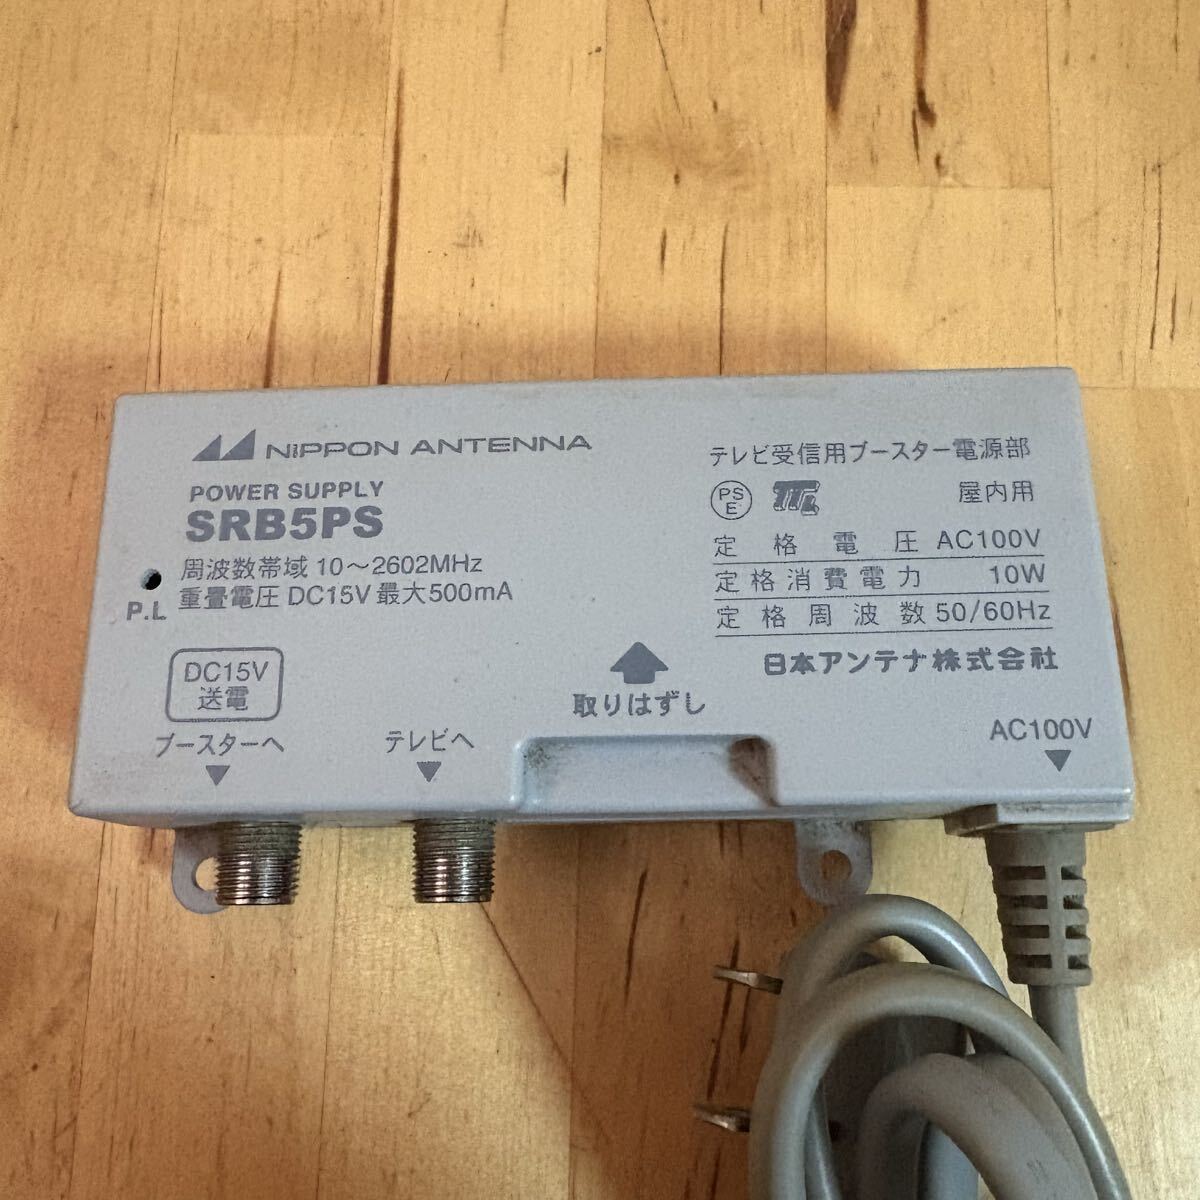 NIPPON ANTENNA
POWER SUPPLY
SRB5PS
周波数帯域 10～2602MHz
重畳電圧 DC15V 最大500mA
P.L
DC15V
送電
ブースターへ
テレビへ
取りはずし
テレビ受信用ブースター電源部
PS
E
屋内用
定格電圧 AC100V
定格消費電力 10W
定格周波数 50/60Hz
日本アンテナ株式会社
AC100V